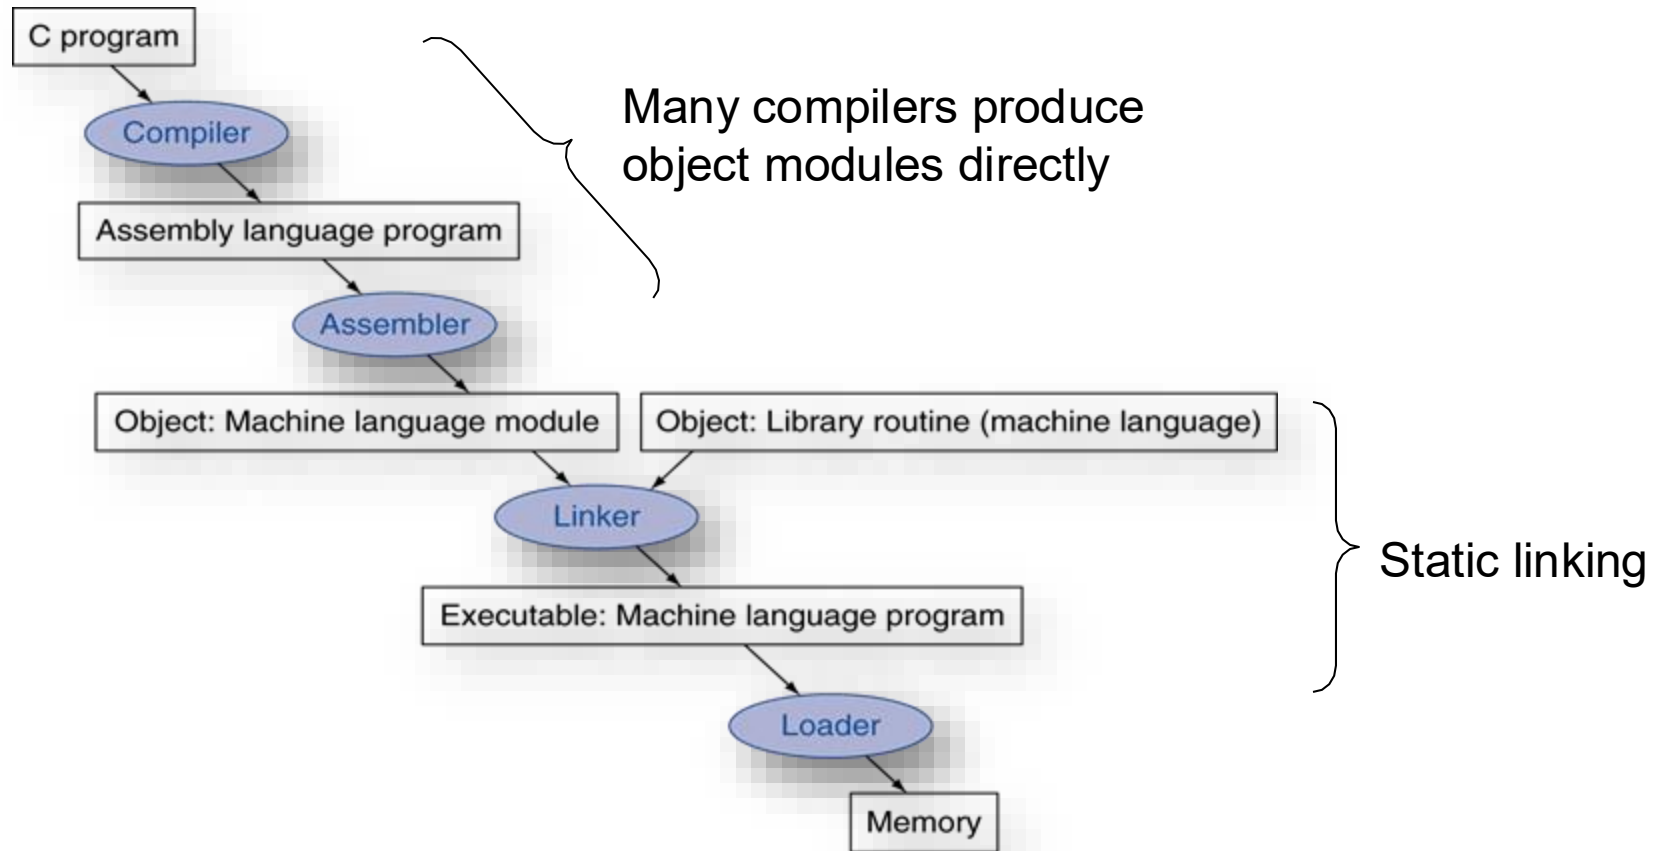 C program
Compiler
Many compilers produce
object modules directly
Assembly language program
Assembler
Object: Machine language module
Object: Library routine (machine language)
Linker
Static linking
Executable: Machine language program
Loader
Memory